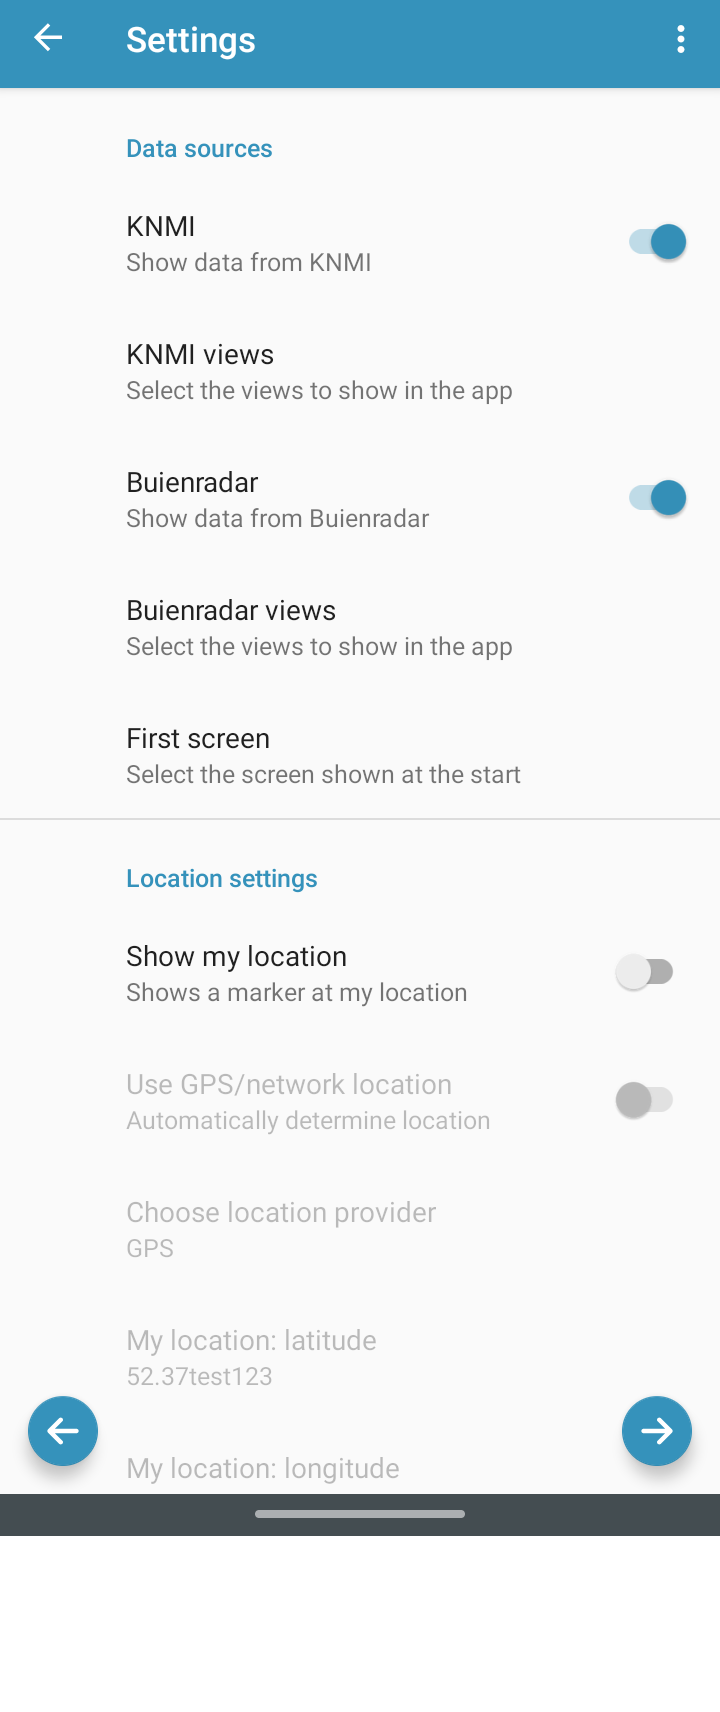 Settings
Data sources
KNMI
Show data from KNMI
KNMI views
Select the views to show in the app
Buienradar
Show data from Buienradar
Buienradar views
Select the views to show in the app
First screen
Select the screen shown at the start
Location settings
Show my location
Shows a marker at my location
Use GPS/network location
Automatically determine location
Choose location provider
GPS
My location: latitude
52.37test123
My location: longitude